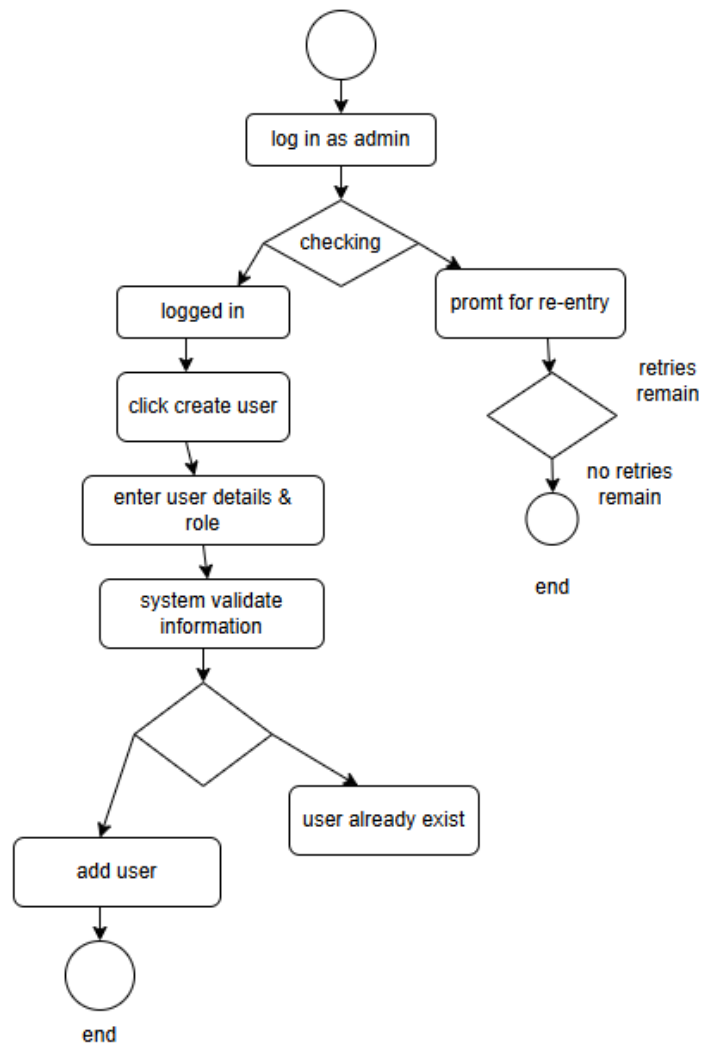 log in as admin
checking
logged in
promt for re-entry
retries
remain
click create user
no retries
remain
enter user details &
role
end
system validate
information
user already exist
add user
end